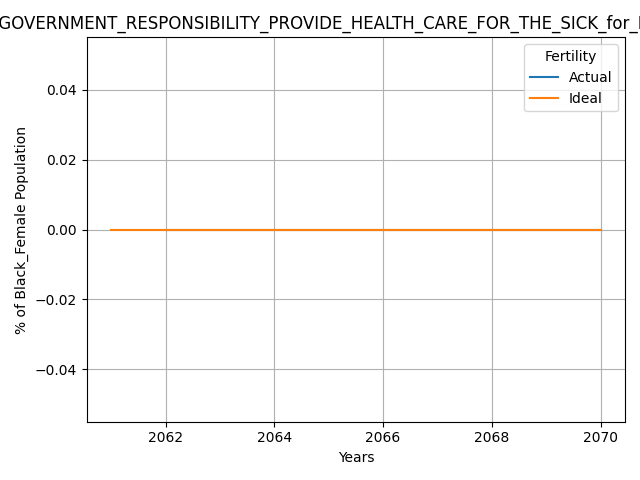 GOVERNMENT_RESPONSIBILITY_PROVIDE_HEALTH_CARE_FOR_THE_SICK_for_
Fertility
Actual
Ideal
0.04
0.02
0.00
−0.02
−0.04
% of Black_Female Population
2062 2064 2066 2068 2070
Years